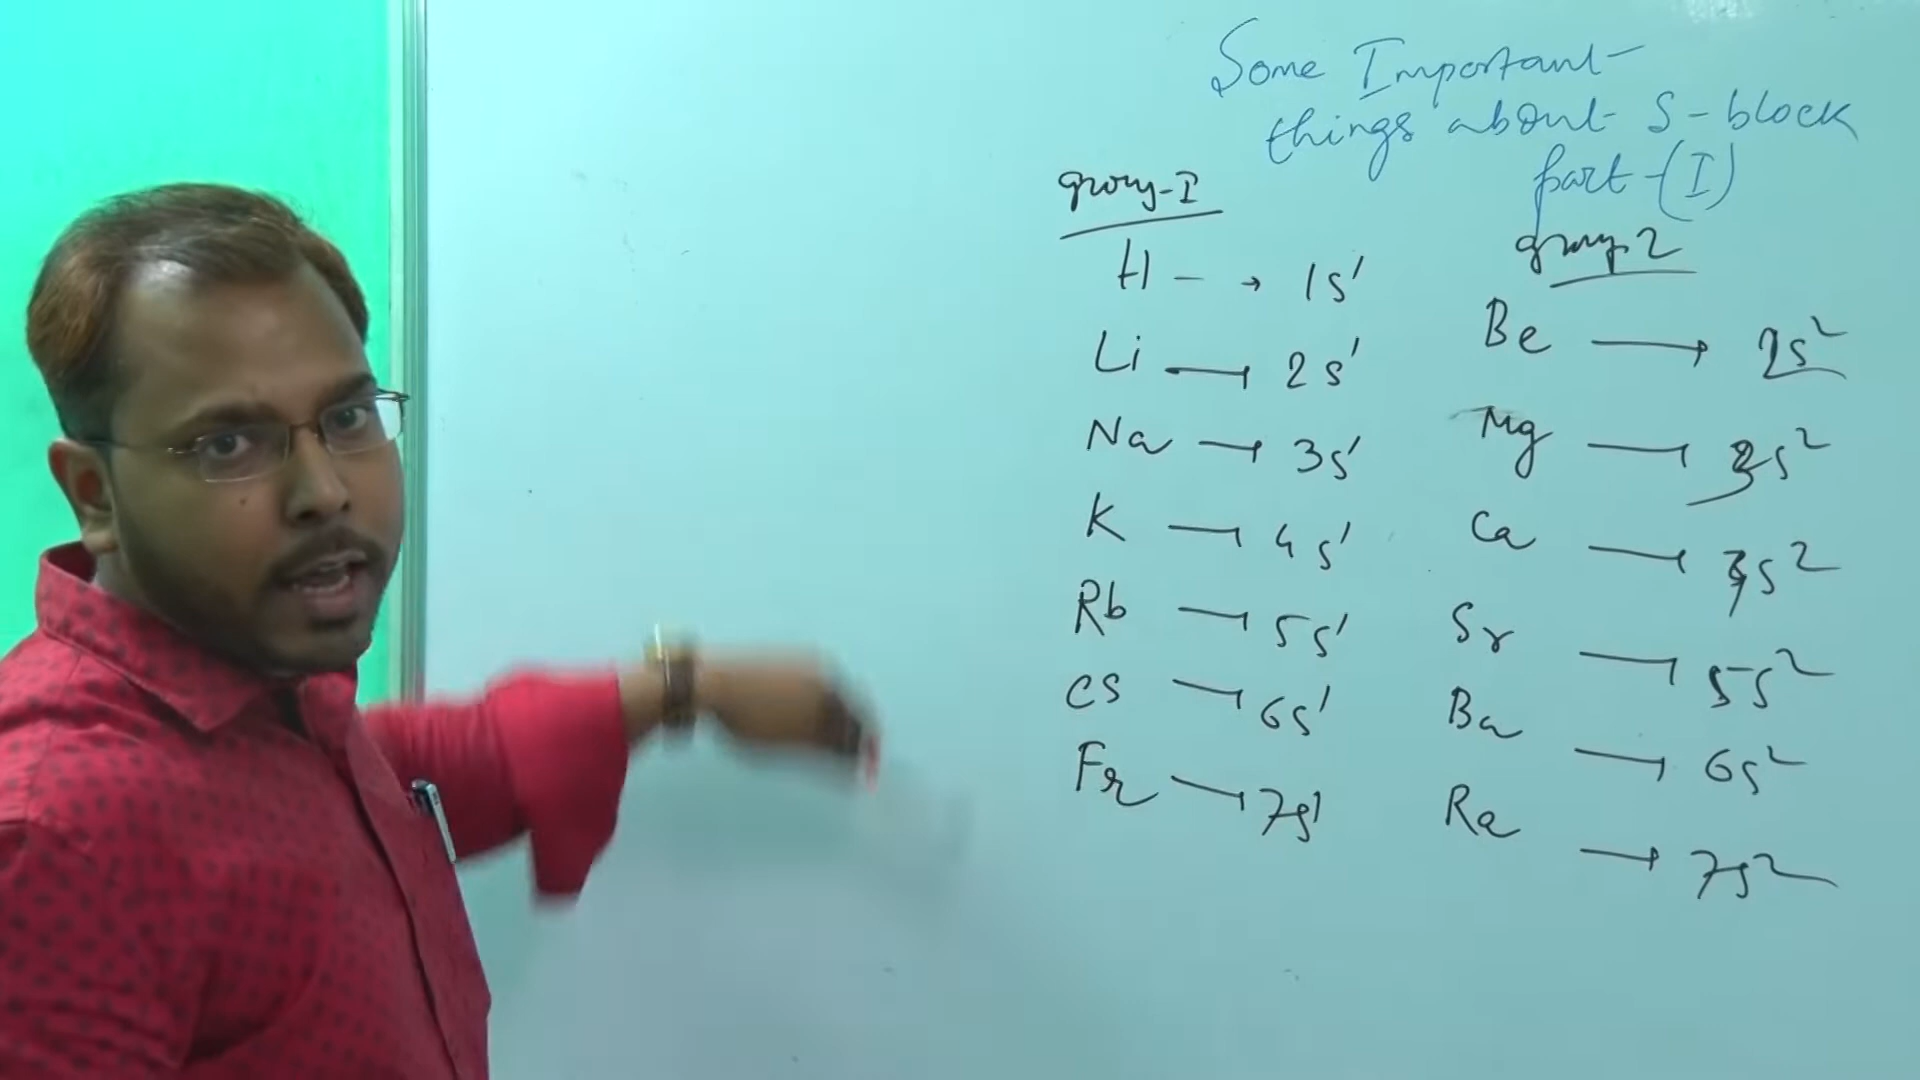 Some Important
things about S-block
part-(I)
group-I
H → 1s¹
Li → 2s¹
Na → 3s¹
K → 4s¹
Rb → 5s¹
Cs → 6s¹
Fr → 7s¹
group 2
Be → 2s²
Mg → 3s²
Ca → 4s²
Sr → 5s²
Ba → 6s²
Ra → 7s²